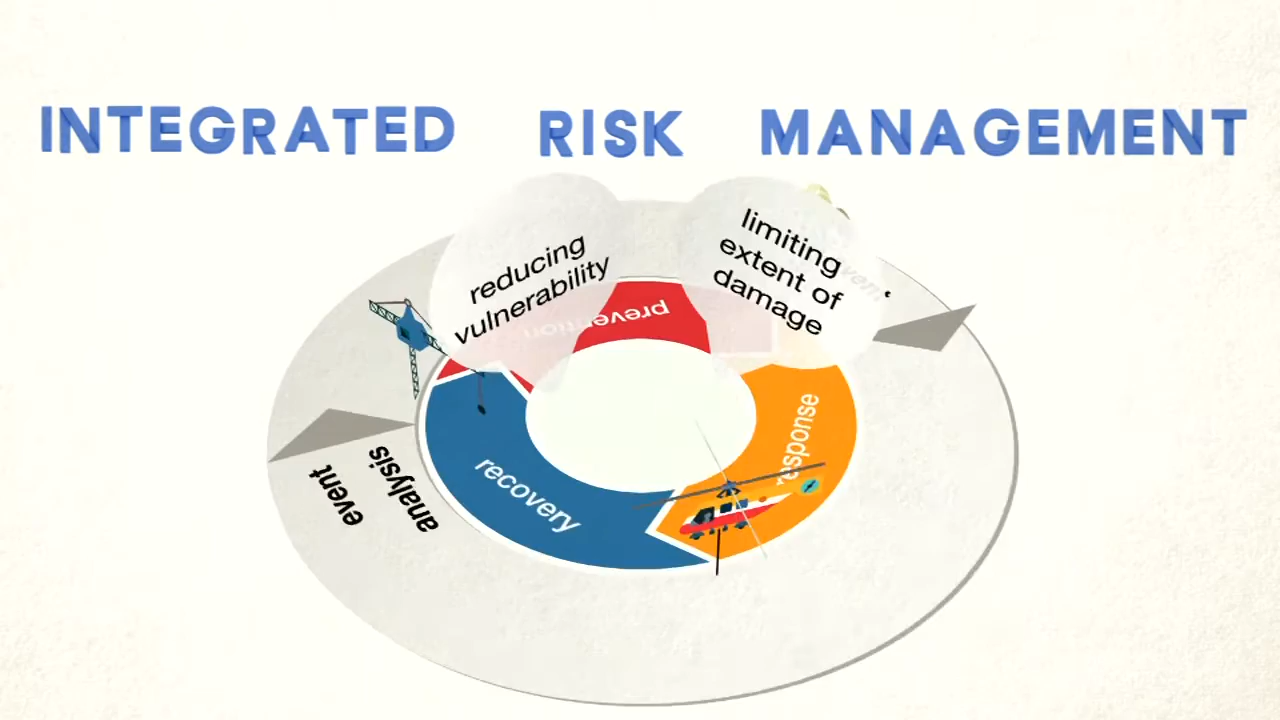 INTEGRATED RISK MANAGEMENT
reducing
vulnerability
limiting
extent of
damage
prevention
response
recovery
event
analysis